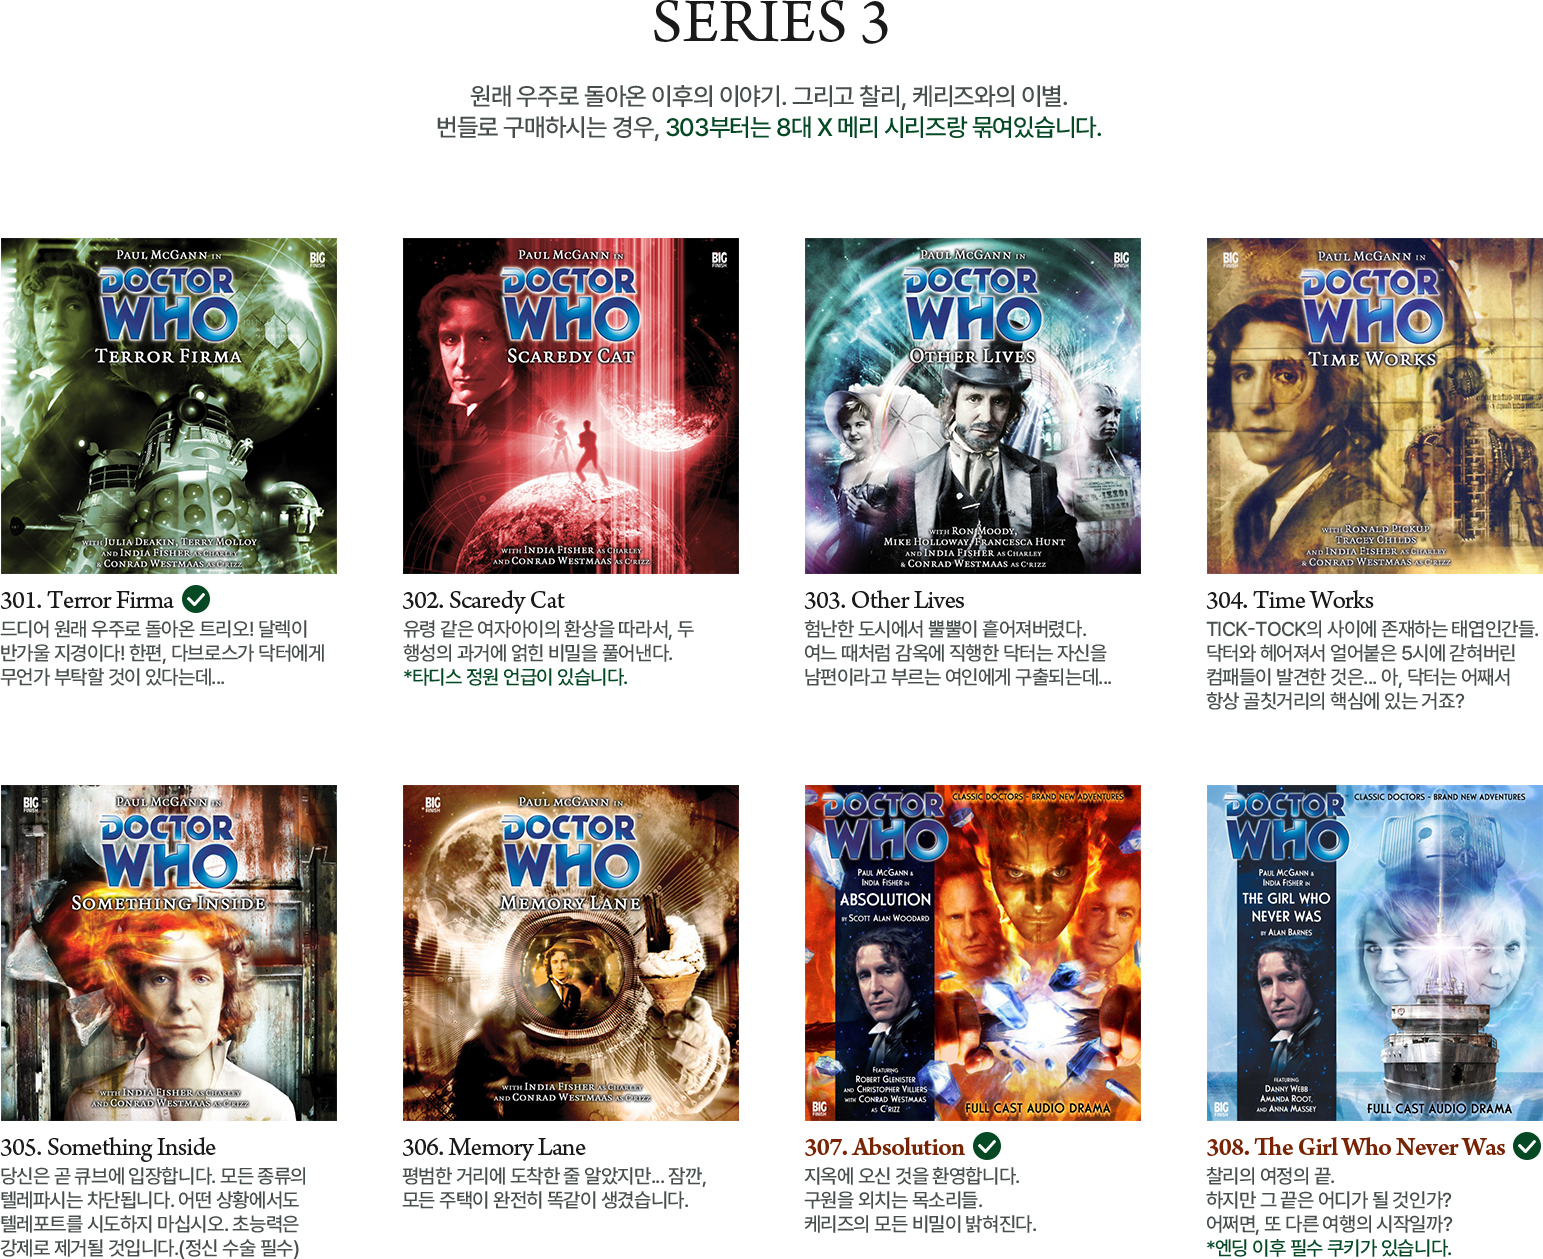 SERIES 3
원래 우주로 돌아온 이후의 이야기. 그리고 찰리, 케리즈와의 이별.
번들로 구매하시는 경우, 303부터는 8대 X 메리 시리즈랑 묶여있습니다.
PAUL MCGANN IN
BIG FINISH
DOCTOR WHO
TERROR FIRMA
WITH JULIA DEAKIN, TERRY MOLLOY
AND INDIA FISHER AS CHARLEY
& CONRAD WESTMAAS AS C'RIZZ
301. Terror Firma
드디어 원래 우주로 돌아온 트리오! 달렉이
반가울 지경이다! 한편, 다브로스가 닥터에게
무언가 부탁할 것이 있다는데...
PAUL MCGANN IN
BIG FINISH
DOCTOR WHO
SCAREDY CAT
WITH INDIA FISHER AS CHARLEY
AND CONRAD WESTMAAS AS C'RIZZ
302. Scaredy Cat
유령 같은 여자아이의 환상을 따라서, 두
행성의 과거에 얽힌 비밀을 풀어낸다.
*타디스 정원 언급이 있습니다.
PAUL MCGANN IN
BIG FINISH
DOCTOR WHO
OTHER LIVES
WITH RON MOODY,
MIKE HOLLOWAY, FRANCESCA HUNT
AND INDIA FISHER AS CHARLEY
& CONRAD WESTMAAS AS C'RIZZ
303. Other Lives
험난한 도시에서 뿔뿔이 흩어져버렸다.
여느 때처럼 감옥에 직행한 닥터는 자신을
남편이라고 부르는 여인에게 구출되는데...
BIG FINISH
PAUL MCGANN IN
DOCTOR WHO
TIME WORKS
WITH RONALD PICKUP
TRACEY CHILDS
AND INDIA FISHER AS CHARLEY
& CONRAD WESTMAAS AS C'RIZZ
304. Time Works
TICK-TOCK의 사이에 존재하는 태엽인간들.
닥터와 헤어져서 얼어붙은 5시에 갇혀버린
컴패들이 발견한 것은... 아, 닥터는 어째서
항상 골칫거리의 핵심에 있는 거죠?
BIG FINISH
PAUL MCGANN IN
DOCTOR WHO
SOMETHING INSIDE
WITH INDIA FISHER AS CHARLEY
AND CONRAD WESTMAAS AS C'RIZZ
305. Something Inside
당신은 곧 큐브에 입장합니다. 모든 종류의
텔레파시는 차단됩니다. 어떤 상황에서도
텔레포트를 시도하지 마십시오. 초능력은
강제로 제거될 것입니다.(정신 수술 필수)
BIG FINISH
PAUL MCGANN IN
DOCTOR WHO
MEMORY LANE
WITH INDIA FISHER AS CHARLEY
AND CONRAD WESTMAAS AS C'RIZZ
306. Memory Lane
평범한 거리에 도착한 줄 알았지만... 잠깐,
모든 주택이 완전히 똑같이 생겼습니다.
DOCTOR WHO
CLASSIC DOCTORS - BRAND NEW ADVENTURES
PAUL MCGANN &
INDIA FISHER IN
ABSOLUTION
BY SCOTT ALAN WOODARD
FEATURING
ROBERT GLENISTER
AND CHRISTOPHER VILLIERS
WITH CONRAD WESTMAAS
AS C'RIZZ
BIG FINISH
FULL CAST AUDIO DRAMA
307. Absolution
지옥에 오신 것을 환영합니다.
구원을 외치는 목소리들.
케리즈의 모든 비밀이 밝혀진다.
DOCTOR WHO
CLASSIC DOCTORS - BRAND NEW ADVENTURES
PAUL MCGANN &
INDIA FISHER IN
THE GIRL WHO
NEVER WAS
BY ALAN BARNES
FEATURING
DANNY WEBB
AMANDA ROOT,
AND ANNA MASSEY
BIG FINISH
FULL CAST AUDIO DRAMA
308. The Girl Who Never Was
찰리의 여정의 끝.
하지만 그 끝은 어디가 될 것인가?
어쩌면, 또 다른 여행의 시작일까?
*엔딩 이후 필수 쿠키가 있습니다.